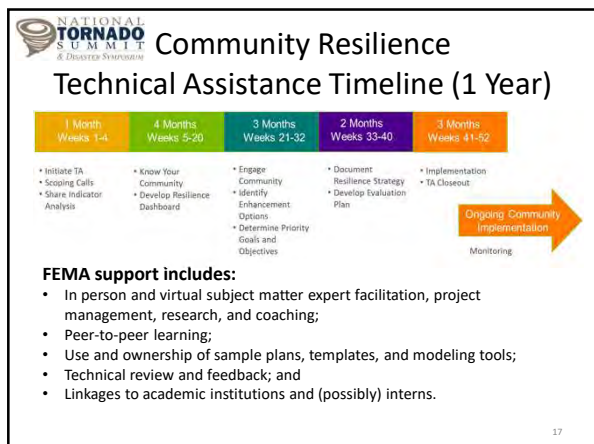 NATIONAL
TORNADO
SUMMIT
& DISASTER SYMPOSIUM
Community Resilience
Technical Assistance Timeline (1 Year)
1 Month
Weeks 1-4
• Initiate TA
• Scoping Calls
• Share Indicator
Analysis
4 Months
Weeks 5-20
• Know Your
Community
• Develop Resilience
Dashboard
3 Months
Weeks 21-32
• Engage
Community
• Identify
Enhancement
Options
• Determine Priority
Goals and
Objectives
2 Months
Weeks 33-40
• Document
Resilience Strategy
• Develop Evaluation
Plan
3 Months
Weeks 41-52
• Implementation
• TA Closeout
Ongoing Community
Implementation
Monitoring
FEMA support includes:
• In person and virtual subject matter expert facilitation, project
management, research, and coaching;
• Peer-to-peer learning;
• Use and ownership of sample plans, templates, and modeling tools;
• Technical review and feedback; and
• Linkages to academic institutions and (possibly) interns.
17